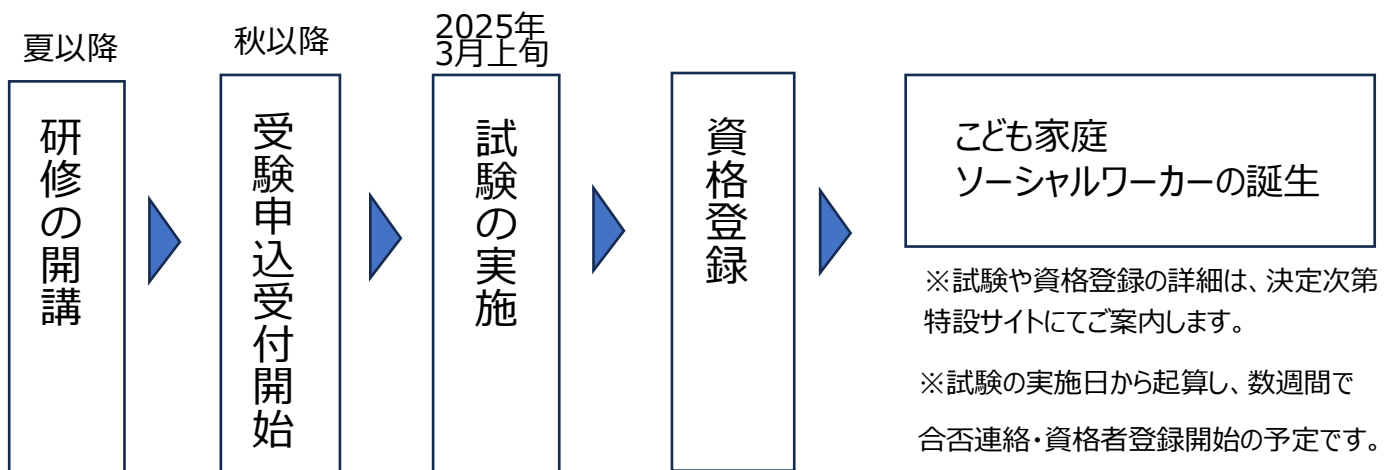 夏以降
研修の開講
秋以降
受験申込受付開始
2025年
3月上旬
試験の実施
資格登録
こども家庭
ソーシャルワーカーの誕生
※試験や資格登録の詳細は、決定次第
特設サイトにてご案内します。
※試験の実施日から起算し、数週間で
合否連絡・資格者登録開始の予定です。